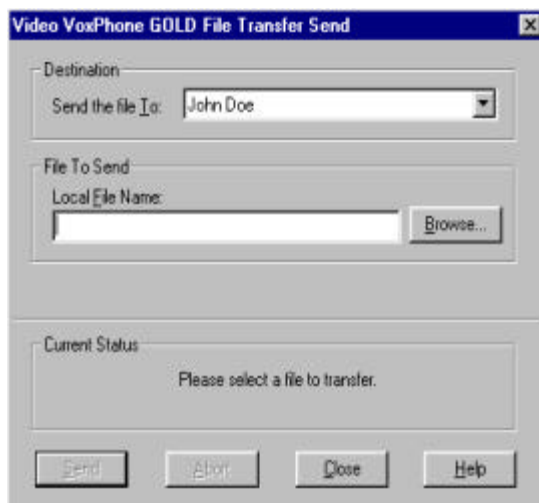 Video VoxPhone GOLD File Transfer Send
Destination
Send the file To: John Doe
File To Send
Local File Name:
Browse...
Current Status
Please select a file to transfer.
Send Abort Close Help